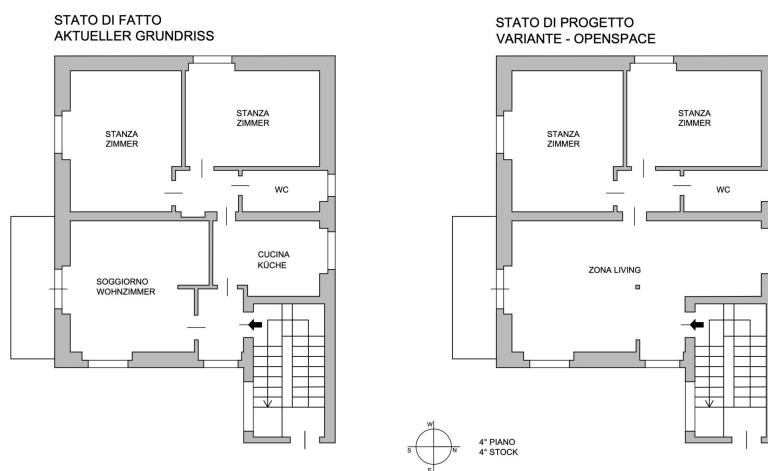 STATO DI FATTO
AKTUELLER GRUNDRISS
STANZA
ZIMMER
STANZA
ZIMMER
WC
CUCINA
KÜCHE
SOGGIORNO
WOHNZIMMER
STATO DI PROGETTO
VARIANTE - OPENSPACE
STANZA
ZIMMER
STANZA
ZIMMER
WC
ZONA LIVING
W
S
N
E
4° PIANO
4° STOCK